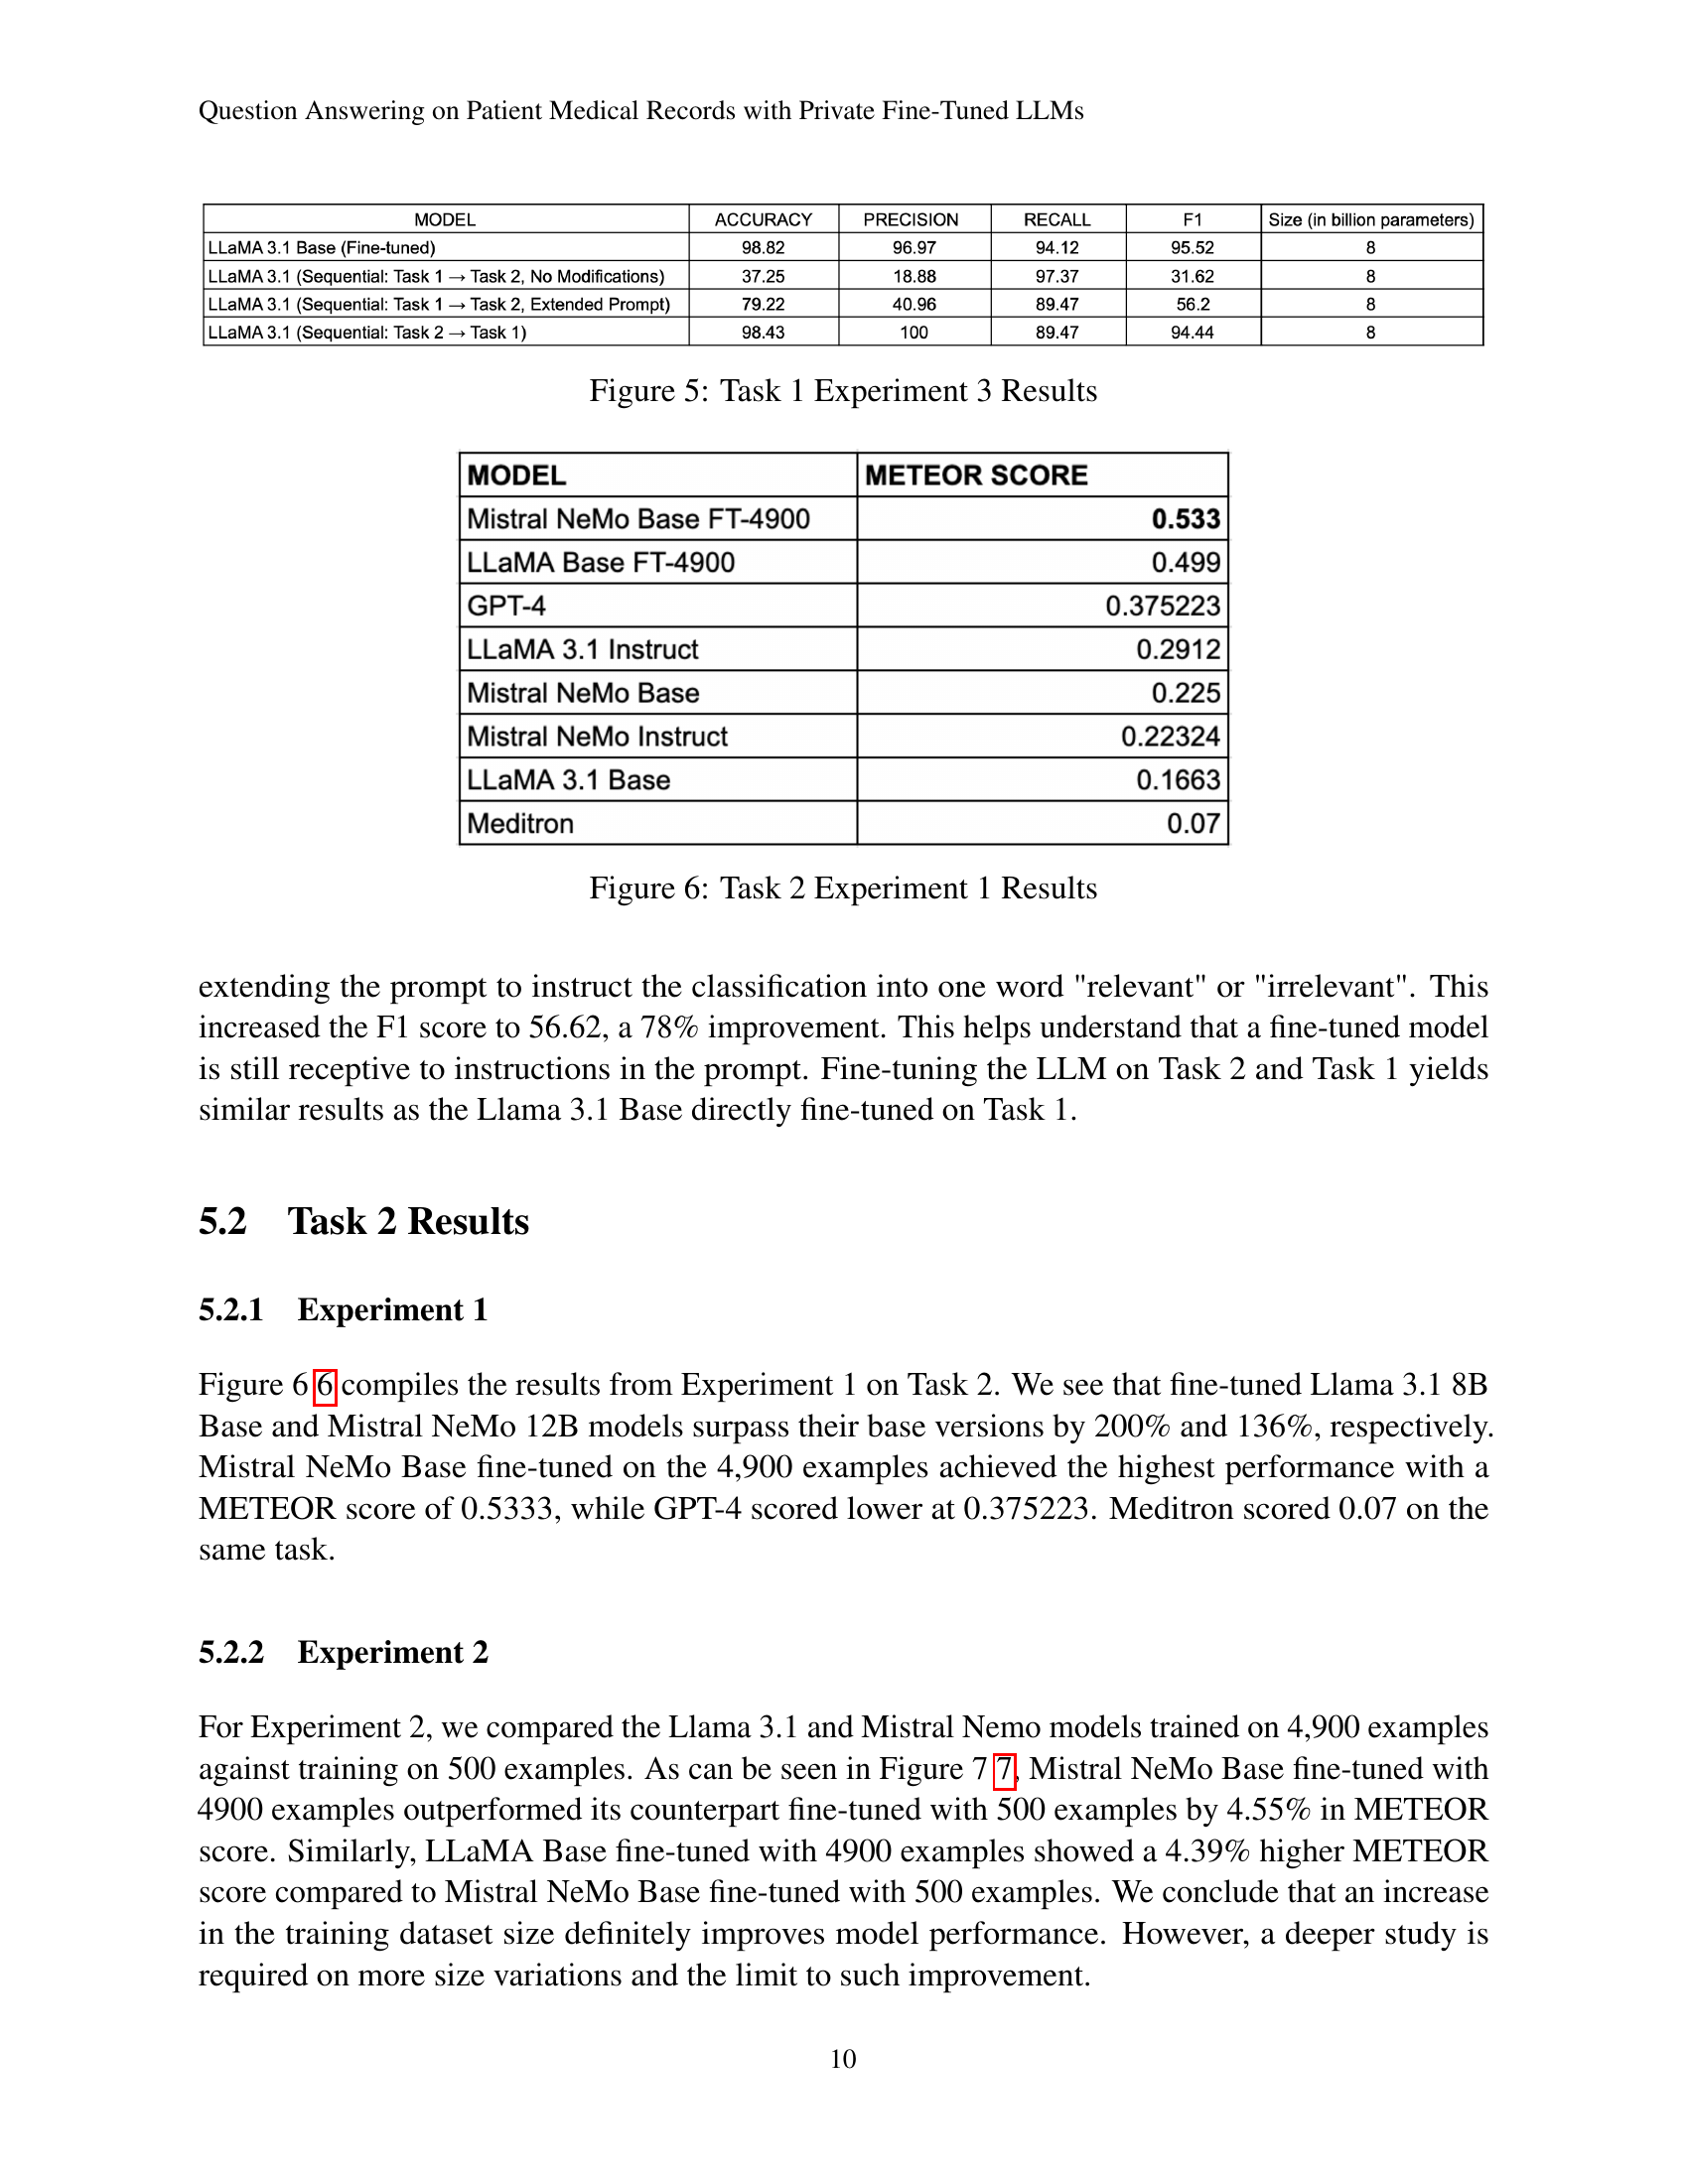 Question Answering on Patient Medical Records with Private Fine-Tuned LLMs
MODEL ACCURACY PRECISION RECALL F1 Size (in billion parameters)
LLaMA 3.1 Base (Fine-tuned) 98.82 96.97 94.12 95.52 8
LLaMA 3.1 (Sequential: Task 1 → Task 2, No Modifications) 37.25 18.88 97.37 31.62 8
LLaMA 3.1 (Sequential: Task 1 → Task 2, Extended Prompt) 79.22 40.96 89.47 56.2 8
LLaMA 3.1 (Sequential: Task 2 → Task 1) 98.43 100 89.47 94.44 8
Figure 5: Task 1 Experiment 3 Results
MODEL METEOR SCORE
Mistral NeMo Base FT-4900 0.533
LLaMA Base FT-4900 0.499
GPT-4 0.375223
LLaMA 3.1 Instruct 0.2912
Mistral NeMo Base 0.225
Mistral NeMo Instruct 0.22324
LLaMA 3.1 Base 0.1663
Meditron 0.07
Figure 6: Task 2 Experiment 1 Results
extending the prompt to instruct the classification into one word "relevant" or "irrelevant". This
increased the F1 score to 56.62, a 78% improvement. This helps understand that a fine-tuned model
is still receptive to instructions in the prompt. Fine-tuning the LLM on Task 2 and Task 1 yields
similar results as the Llama 3.1 Base directly fine-tuned on Task 1.
5.2 Task 2 Results
5.2.1 Experiment 1
Figure 6 6 compiles the results from Experiment 1 on Task 2. We see that fine-tuned Llama 3.1 8B
Base and Mistral NeMo 12B models surpass their base versions by 200% and 136%, respectively.
Mistral NeMo Base fine-tuned on the 4,900 examples achieved the highest performance with a
METEOR score of 0.5333, while GPT-4 scored lower at 0.375223. Meditron scored 0.07 on the
same task.
5.2.2 Experiment 2
For Experiment 2, we compared the Llama 3.1 and Mistral Nemo models trained on 4,900 examples
against training on 500 examples. As can be seen in Figure 7 7, Mistral NeMo Base fine-tuned with
4900 examples outperformed its counterpart fine-tuned with 500 examples by 4.55% in METEOR
score. Similarly, LLaMA Base fine-tuned with 4900 examples showed a 4.39% higher METEOR
score compared to Mistral NeMo Base fine-tuned with 500 examples. We conclude that an increase
in the training dataset size definitely improves model performance. However, a deeper study is
required on more size variations and the limit to such improvement.
10